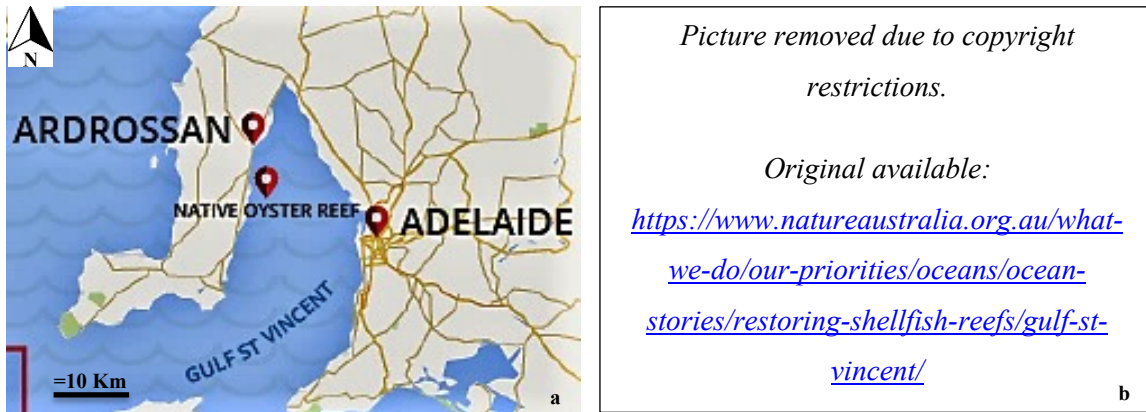 N
ARDROSSAN
NATIVE OYSTER REEF
ADELAIDE
GULF ST VINCENT
=10 Km
a
Picture removed due to copyright
restrictions.
Original available:
https://www.natureaustralia.org.au/what-
we-do/our-priorities/oceans/ocean-
stories/restoring-shellfish-reefs/gulf-st-
vincent/
b